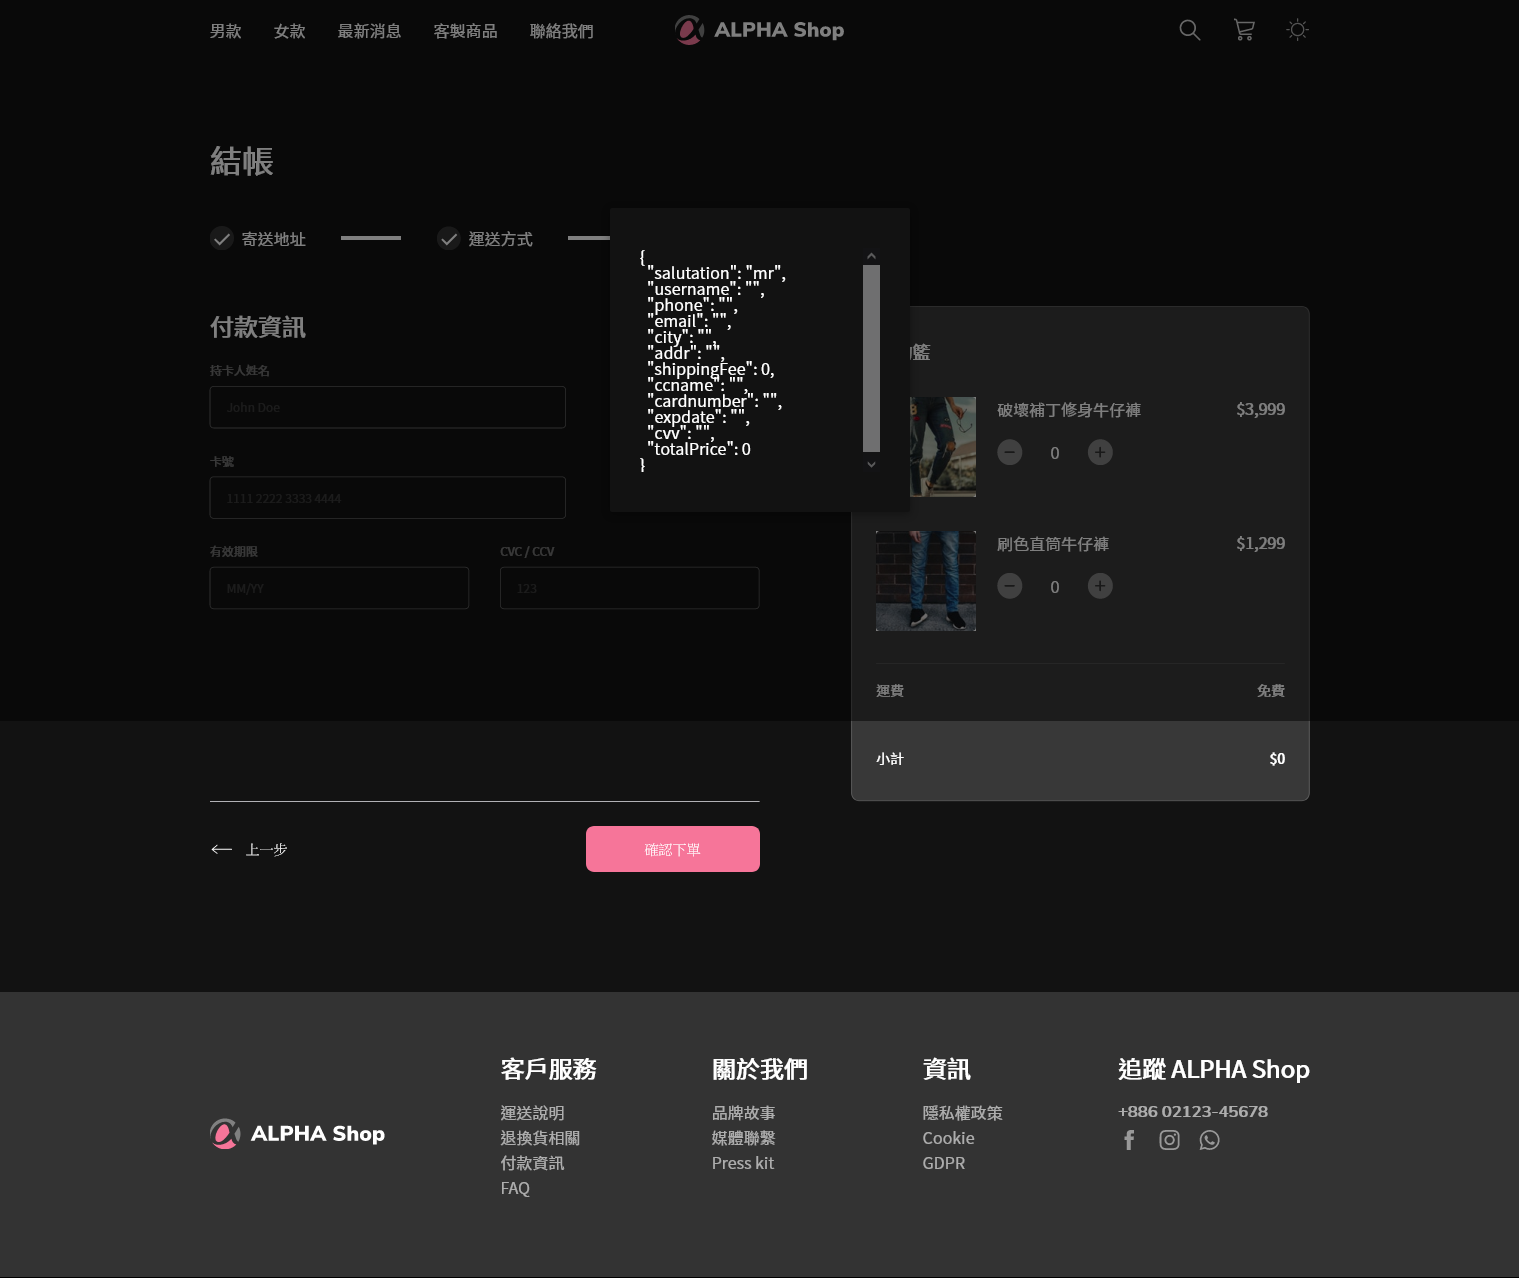 男款 女款 最新消息 客製商品 聯絡我們 ALPHA Shop
結帳
寄送地址 運送方式
{
"salutation": "mr",
"username": "",
"phone": "",
"email": "",
"city": "",
"addr": "",
"shippingFee": 0,
"ccname": "",
"cardnumber": "",
"expdate": "",
"cvv": "",
"totalPrice": 0
}
付款資訊
持卡人姓名
John Doe
卡號
1111 2222 3333 4444
有效期限 CVC / CCV
MM/YY 123
籃
破壞補丁修身牛仔褲 $3,999
0
刷色直筒牛仔褲 $1,299
0
運費 免費
小計 $0
上一步 確認下單
ALPHA Shop
客戶服務
運送說明
退換貨相關
付款資訊
FAQ
關於我們
品牌故事
媒體聯繫
Press kit
資訊
隱私權政策
Cookie
GDPR
追蹤 ALPHA Shop
+886 02123-45678